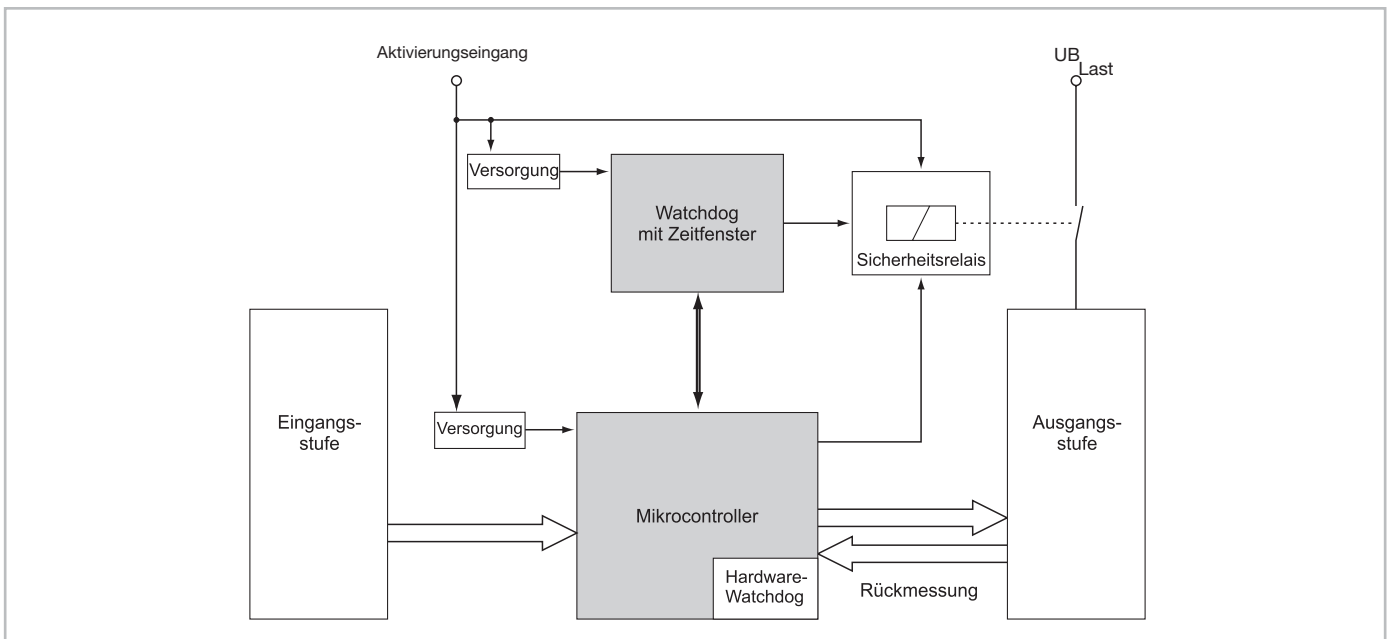 Aktivierungseingang
UB
Last
Versorgung
Watchdog
mit Zeitfenster
Sicherheitsrelais
Eingangs-
stufe
Versorgung
Ausgangs-
stufe
Mikrocontroller
Hardware-
Watchdog
Rückmessung